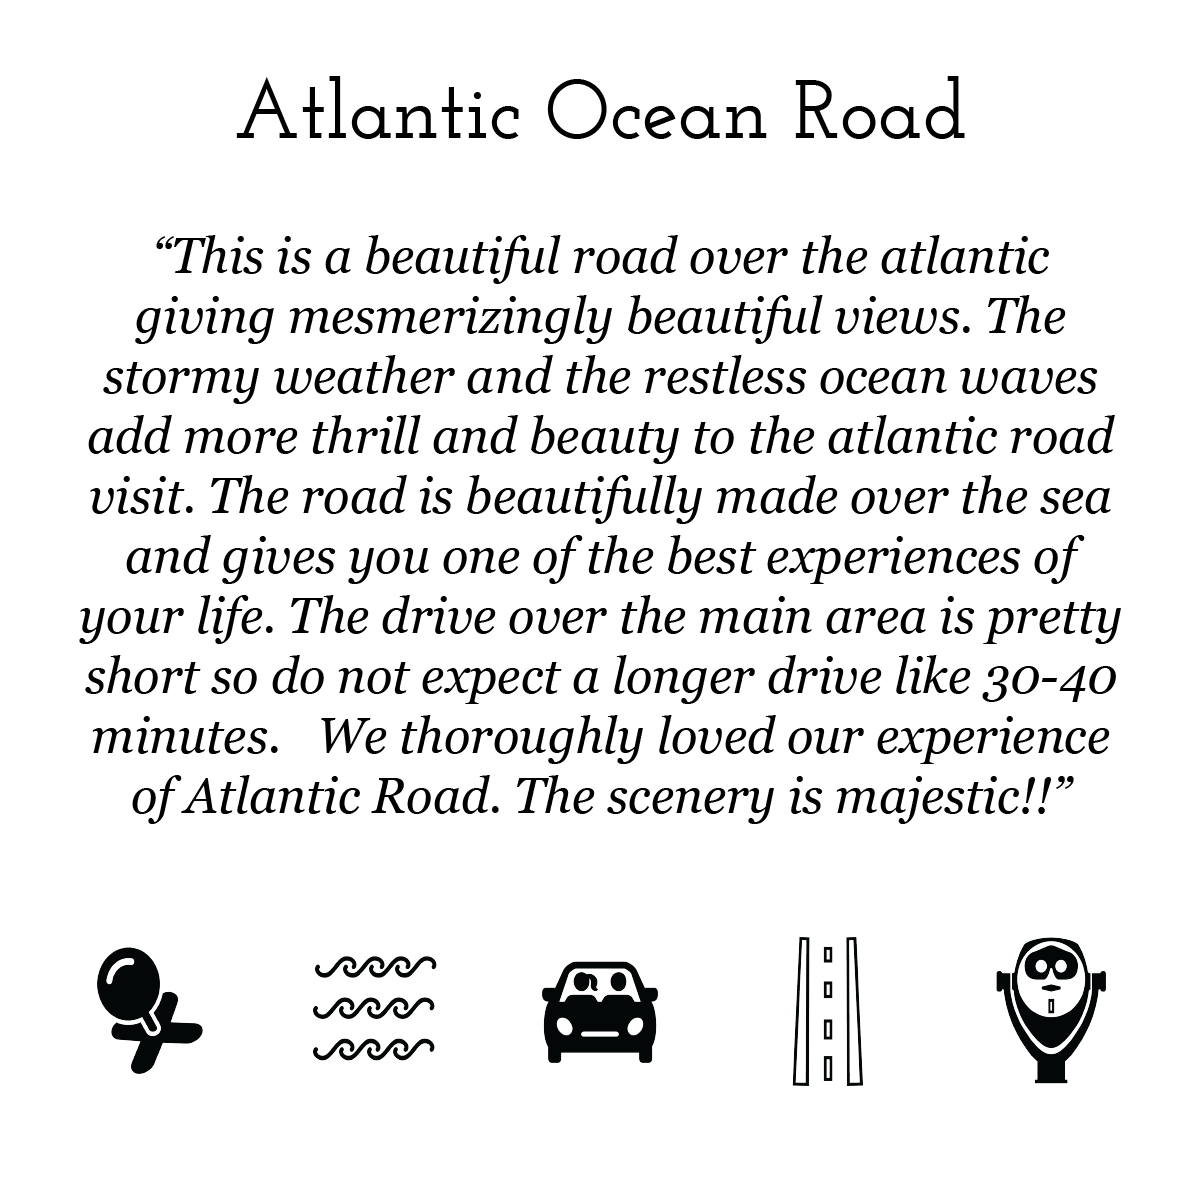 Atlantic Ocean Road
“This is a beautiful road over the atlantic
giving mesmerizingly beautiful views. The
stormy weather and the restless ocean waves
add more thrill and beauty to the atlantic road
visit. The road is beautifully made over the sea
and gives you one of the best experiences of
your life. The drive over the main area is pretty
short so do not expect a longer drive like 30-40
minutes.   We thoroughly loved our experience
of Atlantic Road. The scenery is majestic!!”